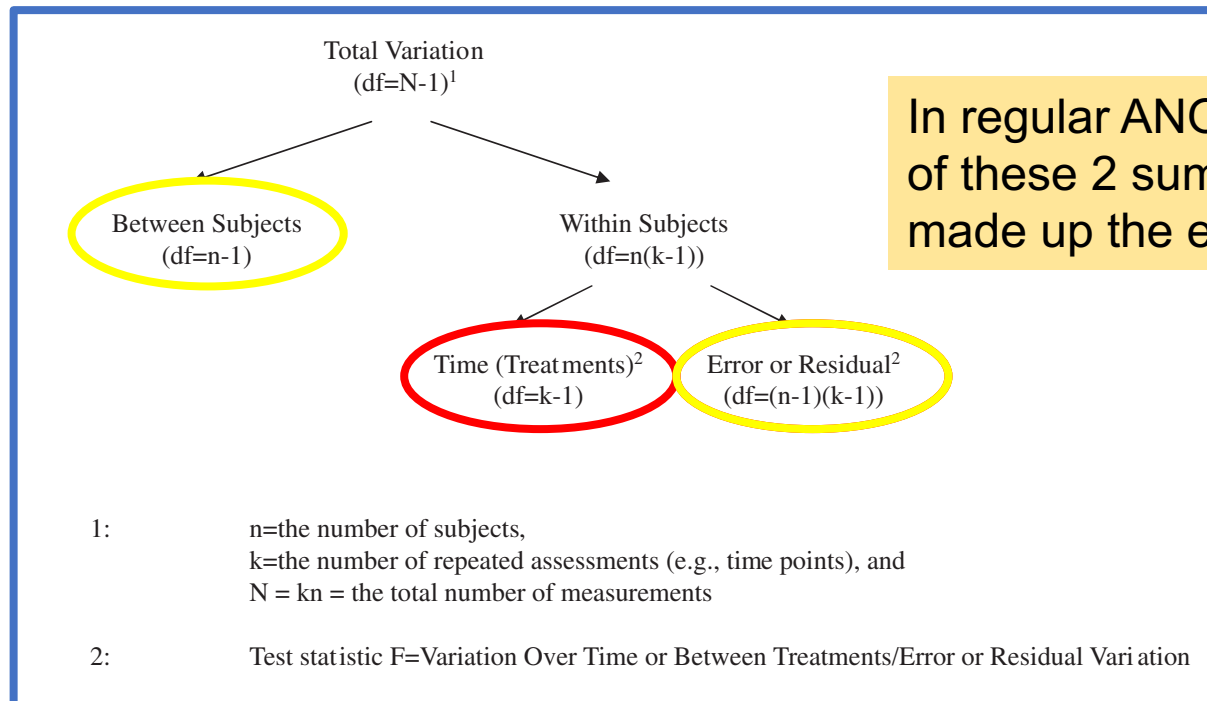 Total Variation
(df=N-1)1
In regular
of these 2
made up the
Between Subjects
(df=n-1)
Within Subjects
(df=n(k-1))
Time (Treatments)2
(df=k-1)
Error or Residual2
(df=(n-1)(k-1))
1: n=the number of subjects,
k=the number of repeated assessments (e.g., time points), and
N = kn = the total number of measurements
2: Test statistic F=Variation Over Time or Between Treatments/Error or Residual Variation